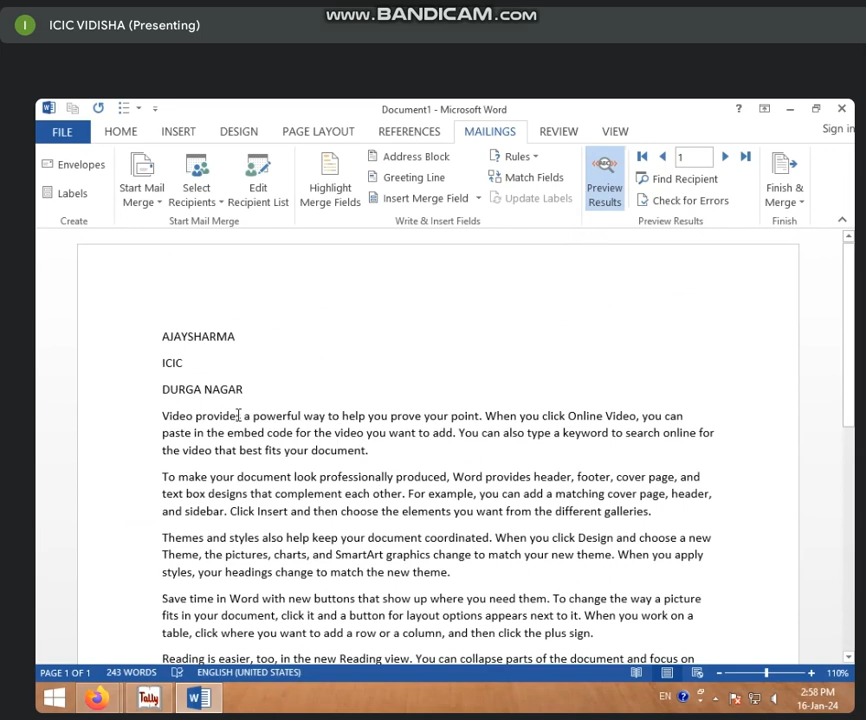 WWW.BANDICAM.COM
I ICIC VIDISHA (Presenting)
Document1 - Microsoft Word
?
FILE HOME INSERT DESIGN PAGE LAYOUT REFERENCES MAILINGS REVIEW VIEW Sign in
Envelopes
Labels
Create
Start Mail
Merge
Select
Recipients
Edit
Recipient List
Start Mail Merge
Highlight
Merge Fields
Address Block
Greeting Line
Insert Merge Field
Rules
Match Fields
Update Labels
Write & Insert Fields
ABC
Preview
Results
1
Find Recipient
Check for Errors
Preview Results
Finish &
Merge
Finish
AJAYSHARMA
ICIC
DURGA NAGAR
Video provides a powerful way to help you prove your point. When you click Online Video, you can
paste in the embed code for the video you want to add. You can also type a keyword to search online for
the video that best fits your document.
To make your document look professionally produced, Word provides header, footer, cover page, and
text box designs that complement each other. For example, you can add a matching cover page, header,
and sidebar. Click Insert and then choose the elements you want from the different galleries.
Themes and styles also help keep your document coordinated. When you click Design and choose a new
Theme, the pictures, charts, and SmartArt graphics change to match your new theme. When you apply
styles, your headings change to match the new theme.
Save time in Word with new buttons that show up where you need them. To change the way a picture
fits in your document, click it and a button for layout options appears next to it. When you work on a
table, click where you want to add a row or a column, and then click the plus sign.
Reading is easier, too, in the new Reading view. You can collapse parts of the document and focus on
PAGE 1 OF 1 243 WORDS ENGLISH (UNITED STATES) 110%
Tally
EN
2:58 PM
16-Jan-24